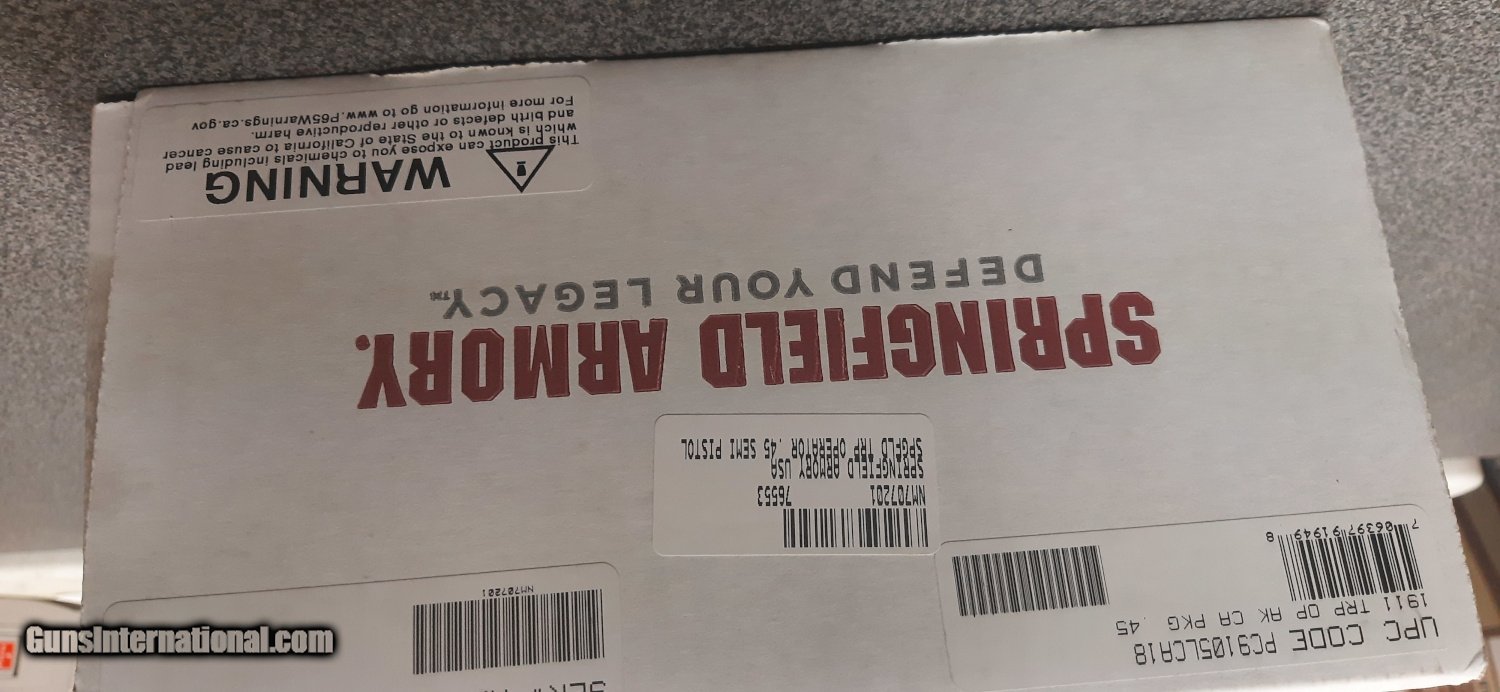 UPC CODE PC9105LCA18
1911 TRP OP AK CA PKG .45
7 06397 91949 8
NM707201
NM707201 76553
SPRINGFIELD ARMORY USA
SPGFLD TRP OPERATOR .45 SEMI PISTOL
SPRINGFIELD ARMORY.
DEFEND YOUR LEGACY.™
WARNING
This product can expose you to chemicals including lead
which is known to the State of California to cause cancer
and birth defects or other reproductive harm.
For more information go to www.P65Warnings.ca.gov
GunsInternational.com